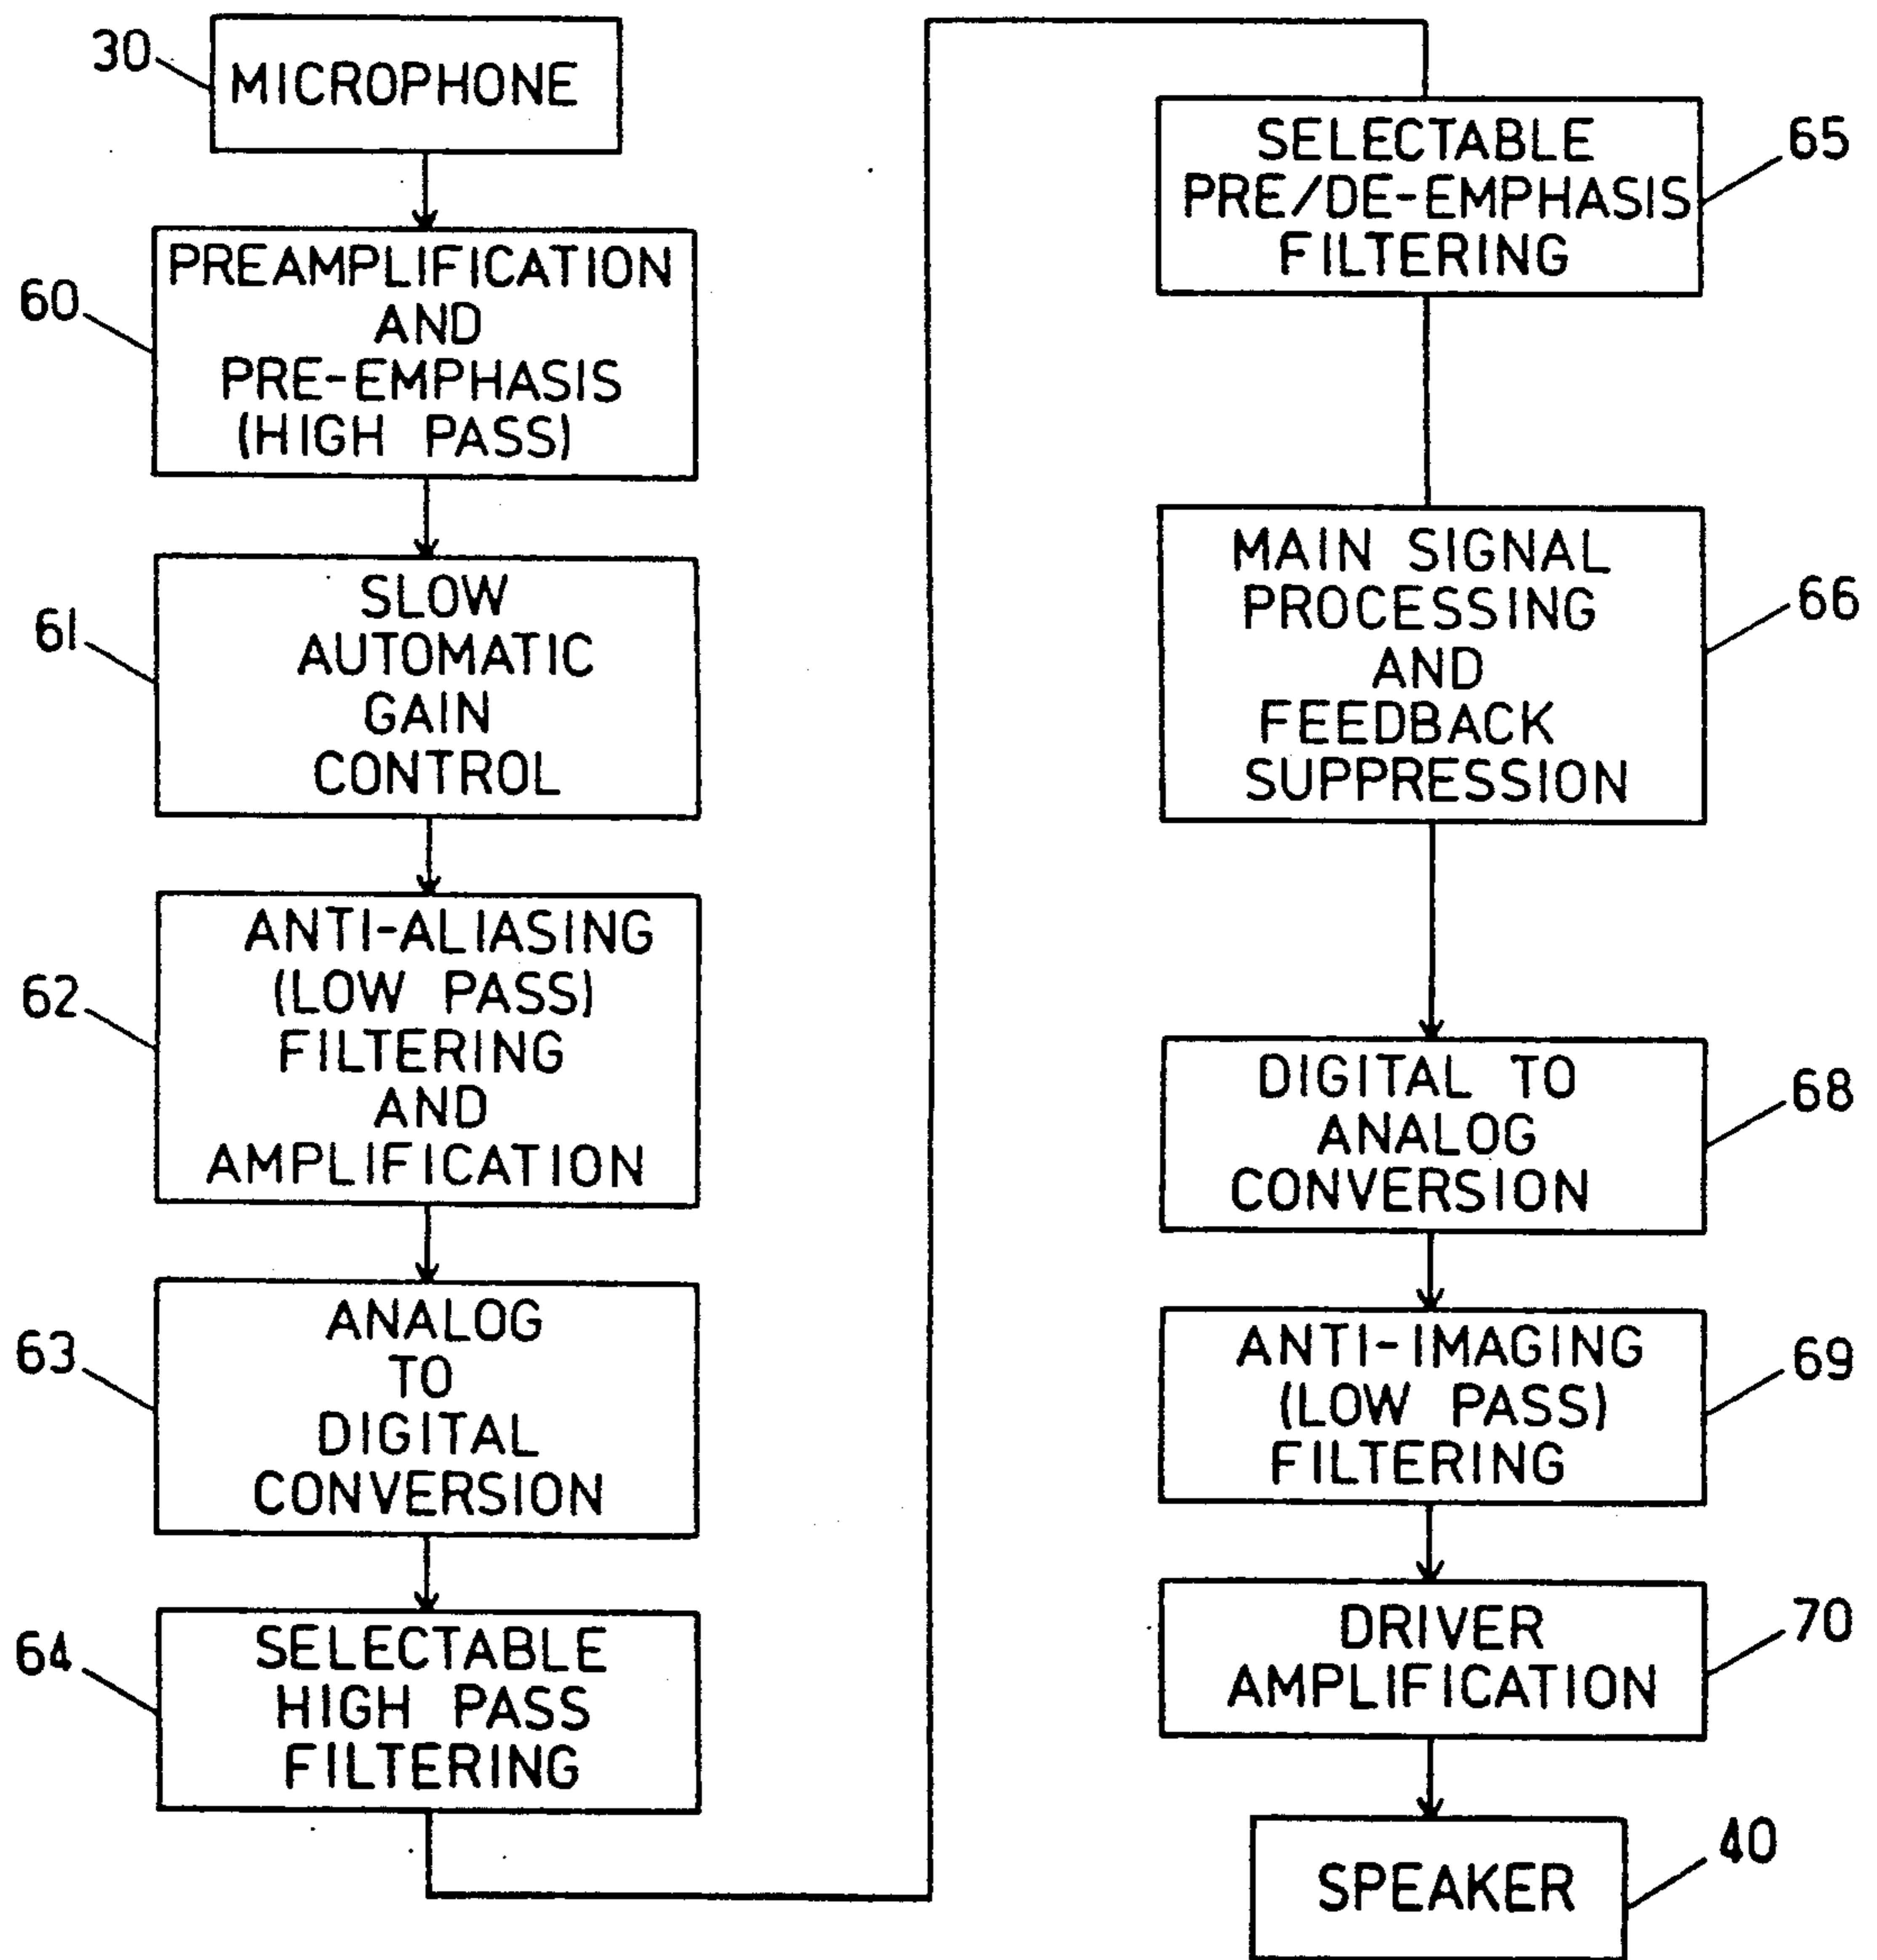 30
MICROPHONE
60
PREAMPLIFICATION
AND
PRE-EMPHASIS
(HIGH PASS)
61
SLOW
AUTOMATIC
GAIN
CONTROL
62
ANTI-ALIASING
(LOW PASS)
FILTERING
AND
AMPLIFICATION
63
ANALOG
TO
DIGITAL
CONVERSION
64
SELECTABLE
HIGH PASS
FILTERING
65
SELECTABLE
PRE/DE-EMPHASIS
FILTERING
66
MAIN SIGNAL
PROCESSING
AND
FEEDBACK
SUPPRESSION
68
DIGITAL TO
ANALOG
CONVERSION
69
ANTI-IMAGING
(LOW PASS)
FILTERING
70
DRIVER
AMPLIFICATION
40
SPEAKER